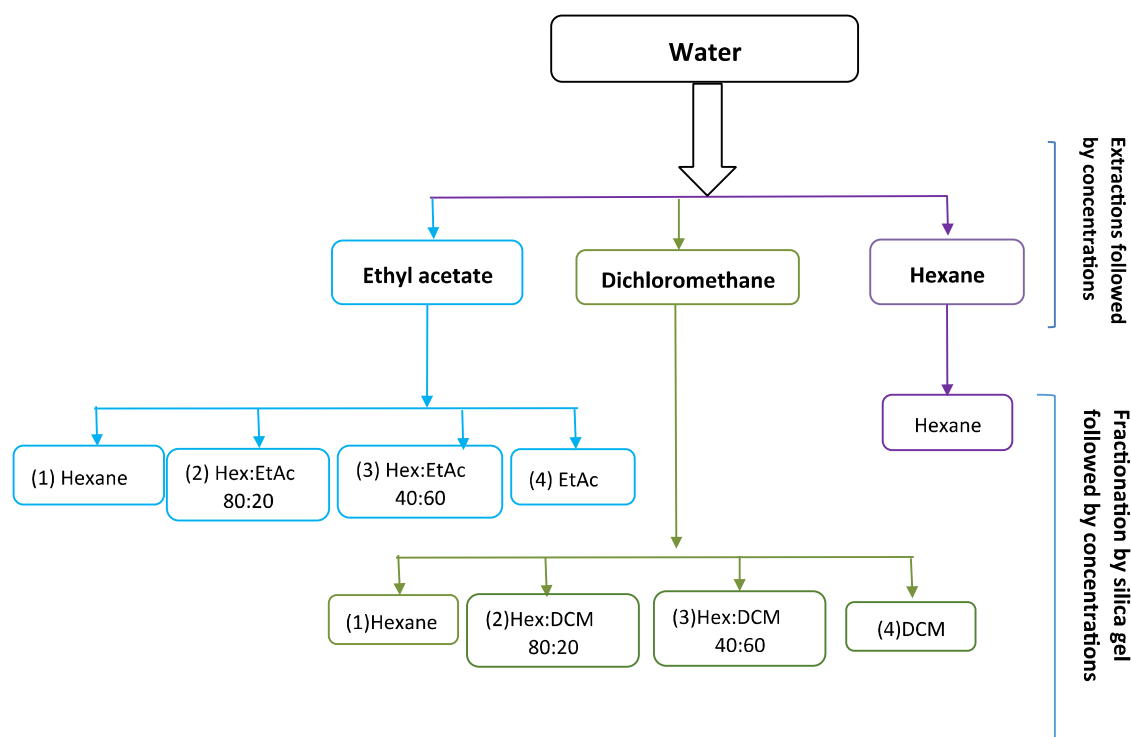 Water
Extractions followed
by concentrations
Ethyl acetate
Dichloromethane
Hexane
Hexane
Fractionation by silica gel
followed by concentrations
(1) Hexane
(2) Hex:EtAc
80:20
(3) Hex:EtAc
40:60
(4) EtAc
(1)Hexane
(2)Hex:DCM
80:20
(3)Hex:DCM
40:60
(4)DCM